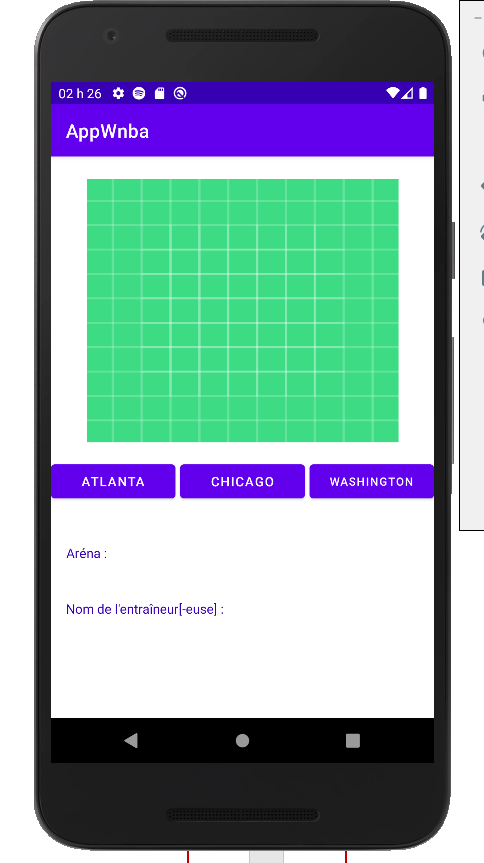 02 h 26
AppWnba
ATLANTA CHICAGO WASHINGTON
Aréna :
Nom de l'entraîneur[-euse] :